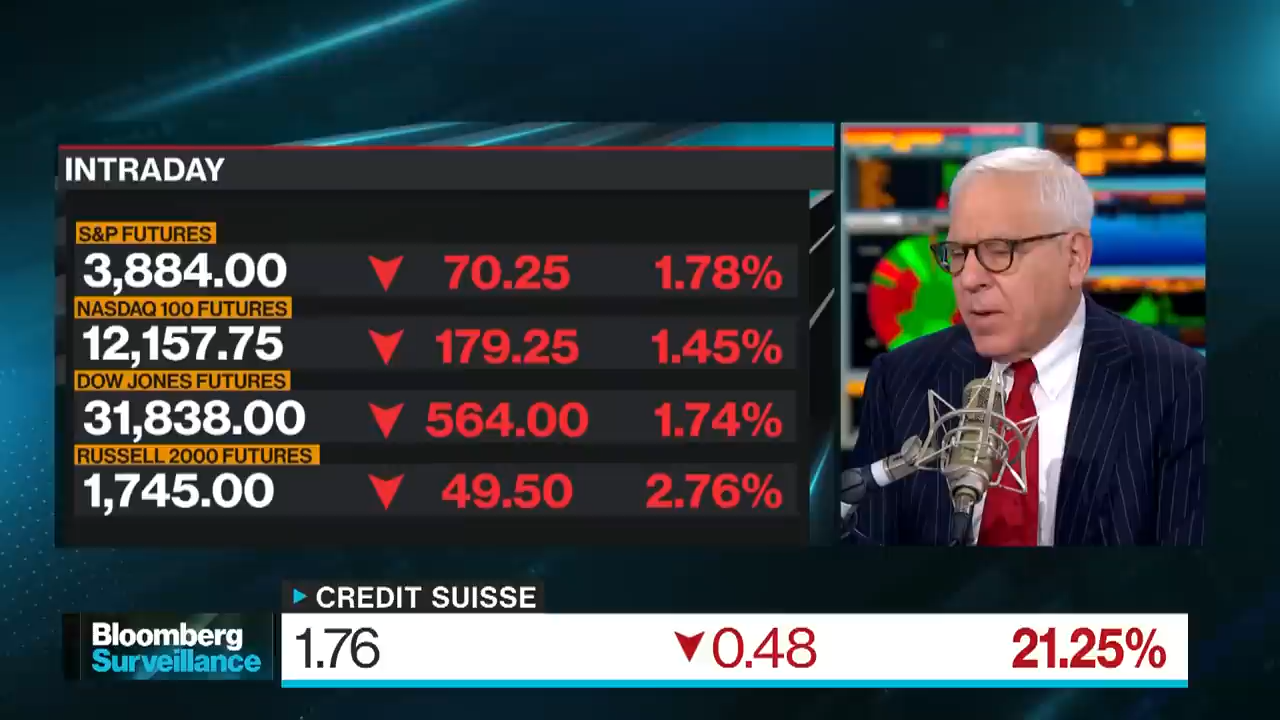 INTRADAY
S&P FUTURES
3,884.00 70.25 1.78%
NASDAQ 100 FUTURES
12,157.75 179.25 1.45%
DOW JONES FUTURES
31,838.00 564.00 1.74%
RUSSELL 2000 FUTURES
1,745.00 49.50 2.76%
CREDIT SUISSE
Bloomberg
Surveillance
1.76 0.48 21.25%